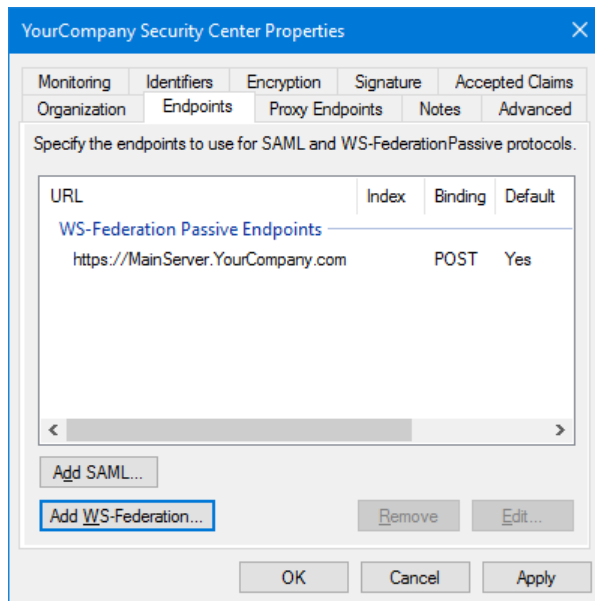 YourCompany Security Center Properties
Monitoring Identifiers Encryption Signature Accepted Claims
Organization Endpoints Proxy Endpoints Notes Advanced
Specify the endpoints to use for SAML and WS-FederationPassive protocols.
URL Index Binding Default
WS-Federation Passive Endpoints
https://MainServer.YourCompany.com POST Yes
Add SAML...
Add WS-Federation... Remove Edit...
OK Cancel Apply